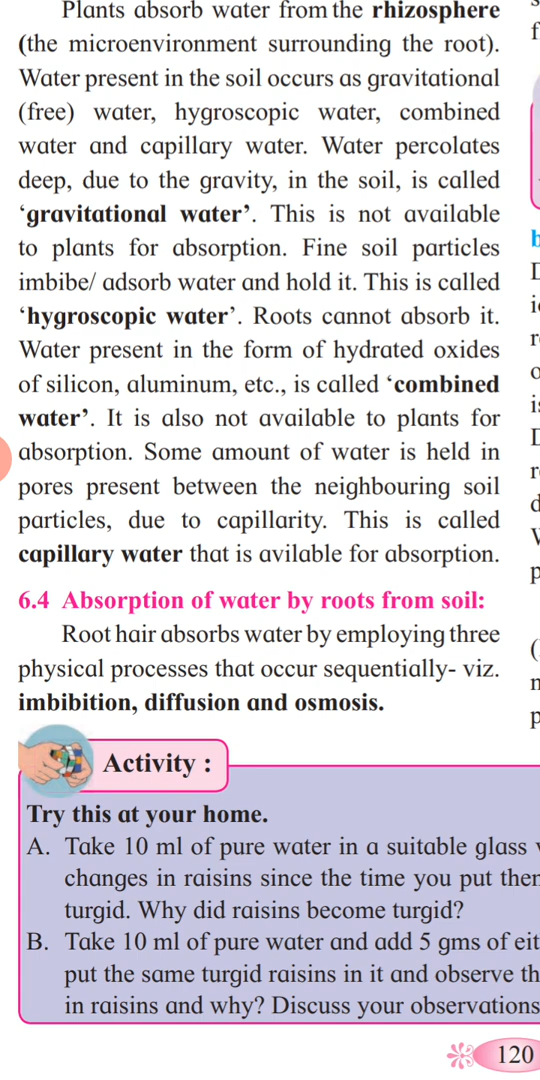 Plants absorb water from the rhizosphere
(the microenvironment surrounding the root).
Water present in the soil occurs as gravitational
(free) water, hygroscopic water, combined
water and capillary water. Water percolates
deep, due to the gravity, in the soil, is called
‘gravitational water’. This is not available
to plants for absorption. Fine soil particles
imbibe/ adsorb water and hold it. This is called
‘hygroscopic water’. Roots cannot absorb it.
Water present in the form of hydrated oxides
of silicon, aluminum, etc., is called ‘combined
water’. It is also not available to plants for
absorption. Some amount of water is held in
pores present between the neighbouring soil
particles, due to capillarity. This is called
capillary water that is avilable for absorption.
6.4 Absorption of water by roots from soil:
Root hair absorbs water by employing three
physical processes that occur sequentially- viz.
imbibition, diffusion and osmosis.
Activity :
Try this at your home.
A. Take 10 ml of pure water in a suitable glass
changes in raisins since the time you put
turgid. Why did raisins become turgid?
B. Take 10 ml of pure water and add 5 gms of
put the same turgid raisins in it and observe
in raisins and why? Discuss your observations
120